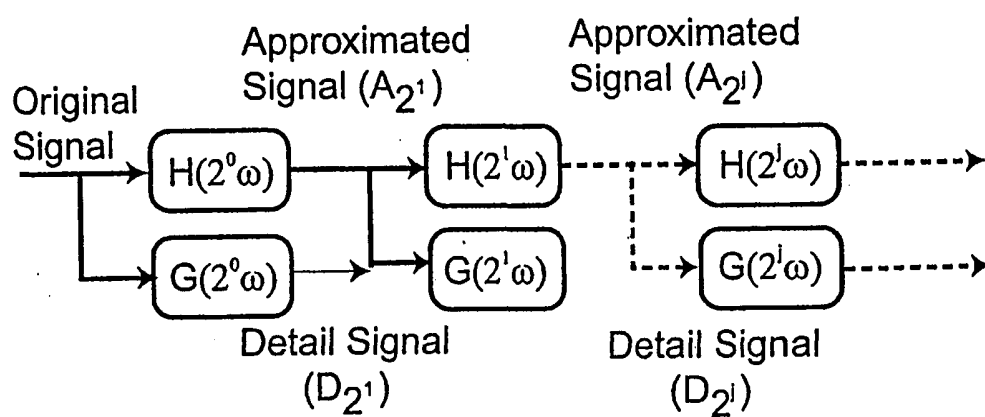 Approximated
Signal (A₂¹)
Approximated
Signal (A₂ʲ)
Original
Signal
H(2⁰ω)
H(2¹ω)
H(2ʲω)
G(2⁰ω)
G(2¹ω)
G(2ʲω)
Detail Signal
(D₂¹)
Detail Signal
(D₂ʲ)